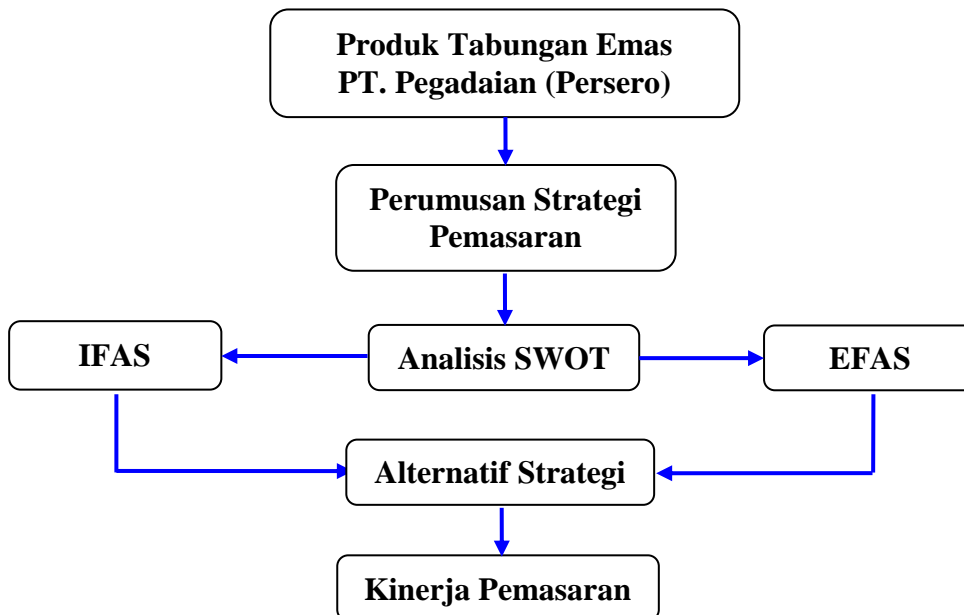 Produk Tabungan Emas
PT. Pegadaian (Persero)
Perumusan Strategi
Pemasaran
IFAS
Analisis SWOT
EFAS
Alternatif Strategi
Kinerja Pemasaran